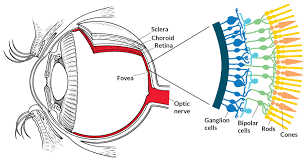 Sclera
Choroid
Retina
Fovea
Optic
nerve
Ganglion
cells
Bipolar
cells
Rods
Cones